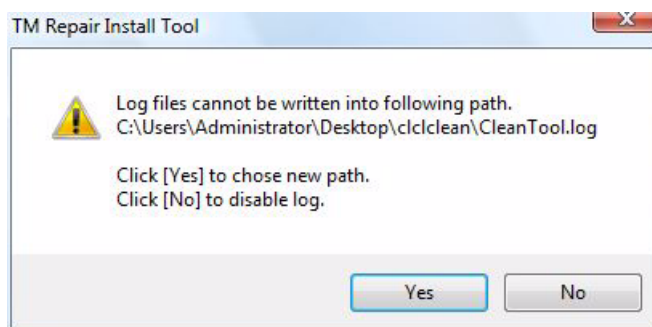 TM Repair Install Tool
Log files cannot be written into following path.
C:\Users\Administrator\Desktop\clclclean\CleanTool.log
Click [Yes] to chose new path.
Click [No] to disable log.
Yes
No